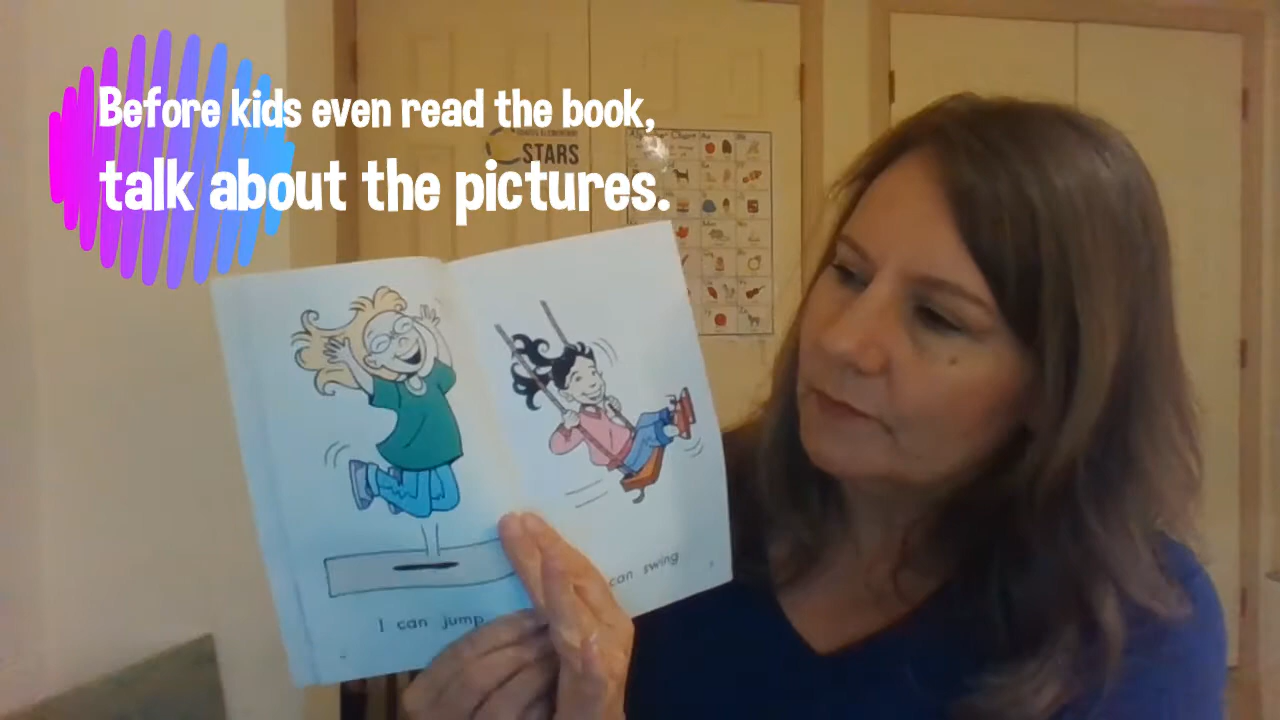 Before kids even read the book,
talk about the pictures.
STARS
I can jump
can swing